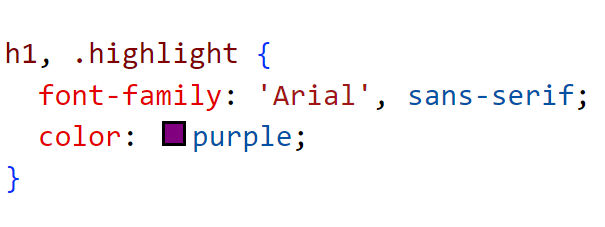 h1, .highlight {
  font-family: 'Arial', sans-serif;
  color: purple;
}